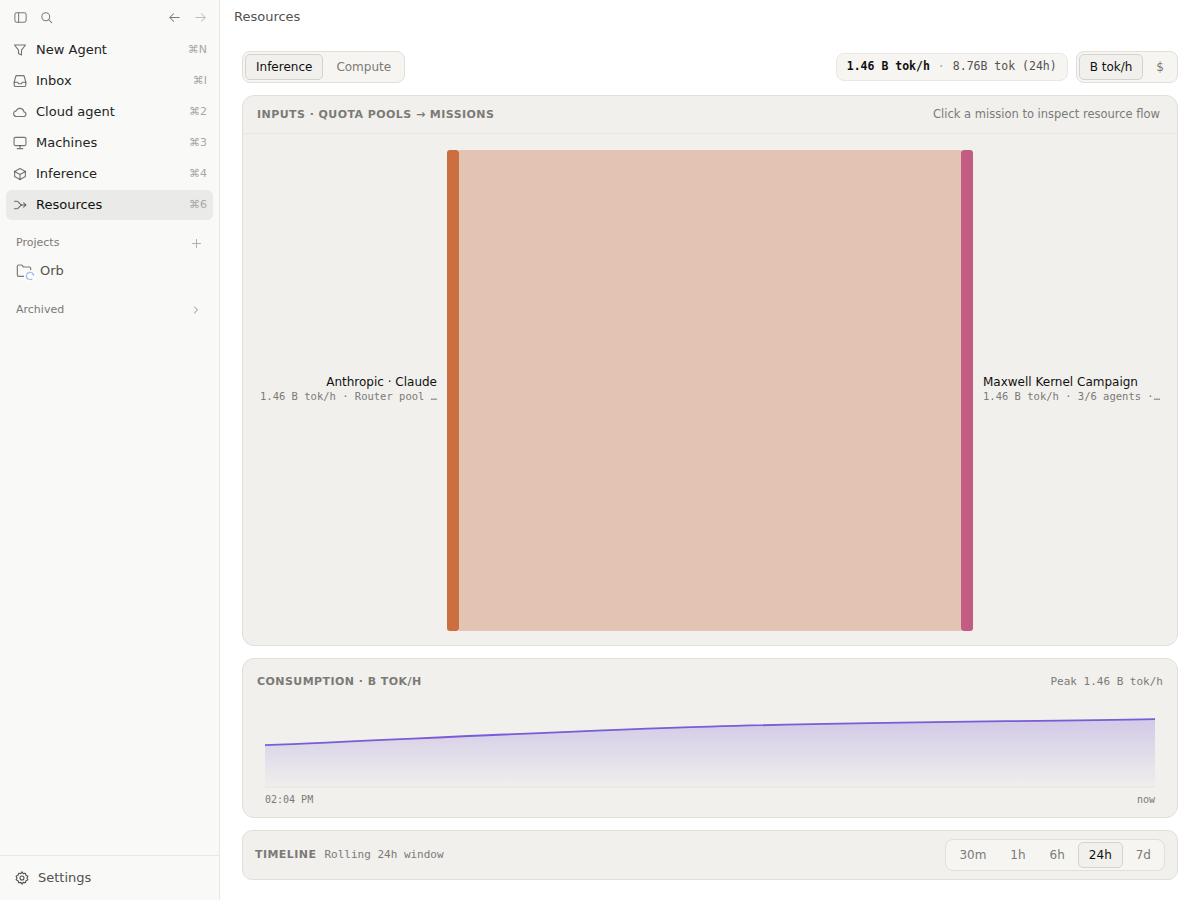 Resources
New Agent ⌘N
Inbox ⌘I
Cloud agent ⌘2
Machines ⌘3
Inference ⌘4
Resources ⌘6
Projects
Orb
Archived
Settings
Inference Compute
1.46 B tok/h · 8.76B tok (24h)
B tok/h $
INPUTS · QUOTA POOLS → MISSIONS
Click a mission to inspect resource flow
Anthropic · Claude
1.46 B tok/h · Router pool …
Maxwell Kernel Campaign
1.46 B tok/h · 3/6 agents ·…
CONSUMPTION · B TOK/H
Peak 1.46 B tok/h
02:04 PM
now
TIMELINE Rolling 24h window
30m 1h 6h 24h 7d